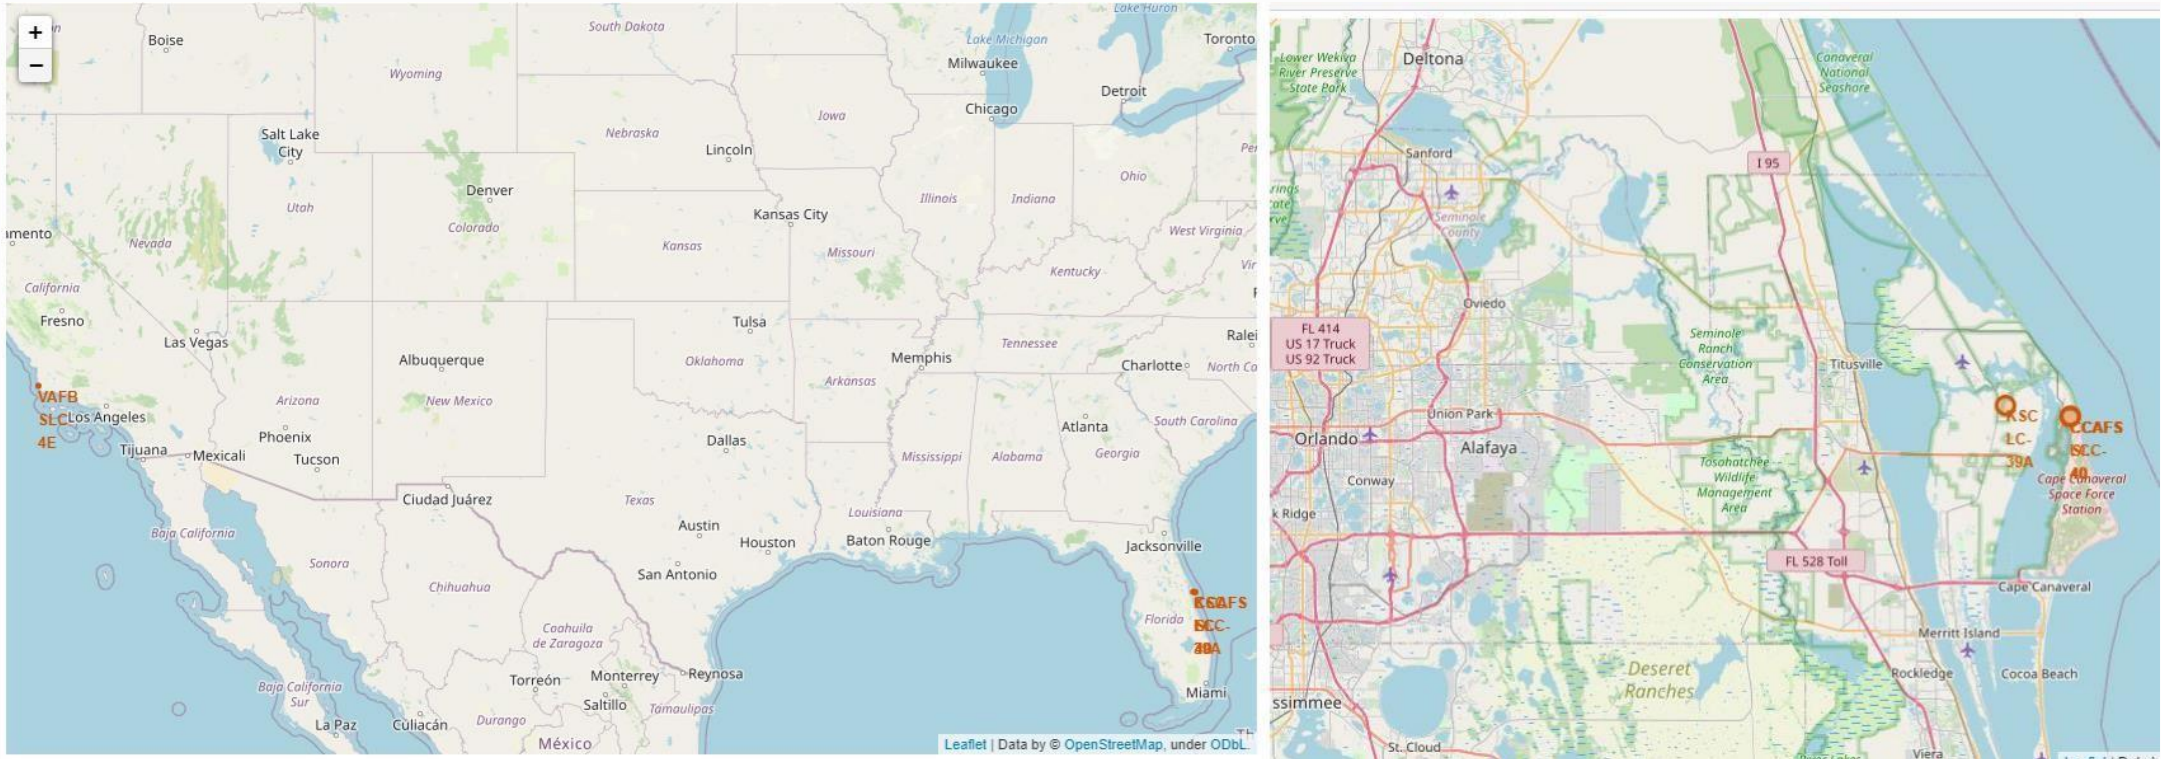 +
−
Boise
South Dakota
Lake Huron
Toronto
Lake Michigan
Milwaukee
Wyoming
Detroit
Chicago
Iowa
Salt Lake
City
Nebraska
Lincoln
Ohio
Denver
Illinois
Indiana
Utah
Kansas City
Colorado
West Virginia
Nevada
Kansas
Missouri
Kentucky
California
Fresno
Tulsa
Las Vegas
Tennessee
Albuquerque
Oklahoma
Memphis
Charlotte
Arkansas
VAFB
SLC-
4E
Los Angeles
Arizona
New Mexico
South Carolina
Phoenix
Dallas
Atlanta
Tijuana
Mexicali
Tucson
Mississippi
Alabama
Georgia
Ciudad Juárez
Texas
Louisiana
Baja California
Austin
Houston
Baton Rouge
Jacksonville
Sonora
San Antonio
Chihuahua
Florida
Coahuila
de Zaragoza
Torreón
Monterrey
Reynosa
Baja California
Sur
Saltillo
Miami
La Paz
Culiacán
Durango
Tamaulipas
México
Leaflet | Data by © OpenStreetMap, under ODbL.
Lower Wekiva
River Preserve
State Park
Deltona
Canaveral
National
Seashore
Sanford
I 95
Seminole
County
Oviedo
FL 414
US 17 Truck
US 92 Truck
Seminole
Ranch
Conservation
Area
Titusville
Union Park
KSC
LC-
39A
CCAFS
Orlando
Alafaya
Tosohatchee
Wildlife
Management
Area
40
Conway
Cape Canaveral
Space Force
Station
k Ridge
FL 528 Toll
Cape Canaveral
Merritt Island
Deseret
Ranches
Rockledge
Cocoa Beach
ssimmee
St. Cloud
Viera